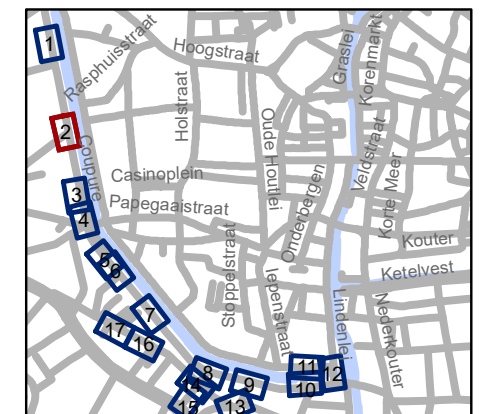 1
Rasphuisstraat
Hoogstraat
Graslei
Korenmarkt
2
Holstraat
Oude Houtlei
Veldstraat
Coupure
Casinoplein
Onderbergen
Korte Meer
3
Papegaaistraat
4
Kouter
5
6
Stoppelstraat
Iepenstraat
Ketelvest
7
Lindenlei
Nederkouter
17
16
8
11
12
14
9
10
15
13